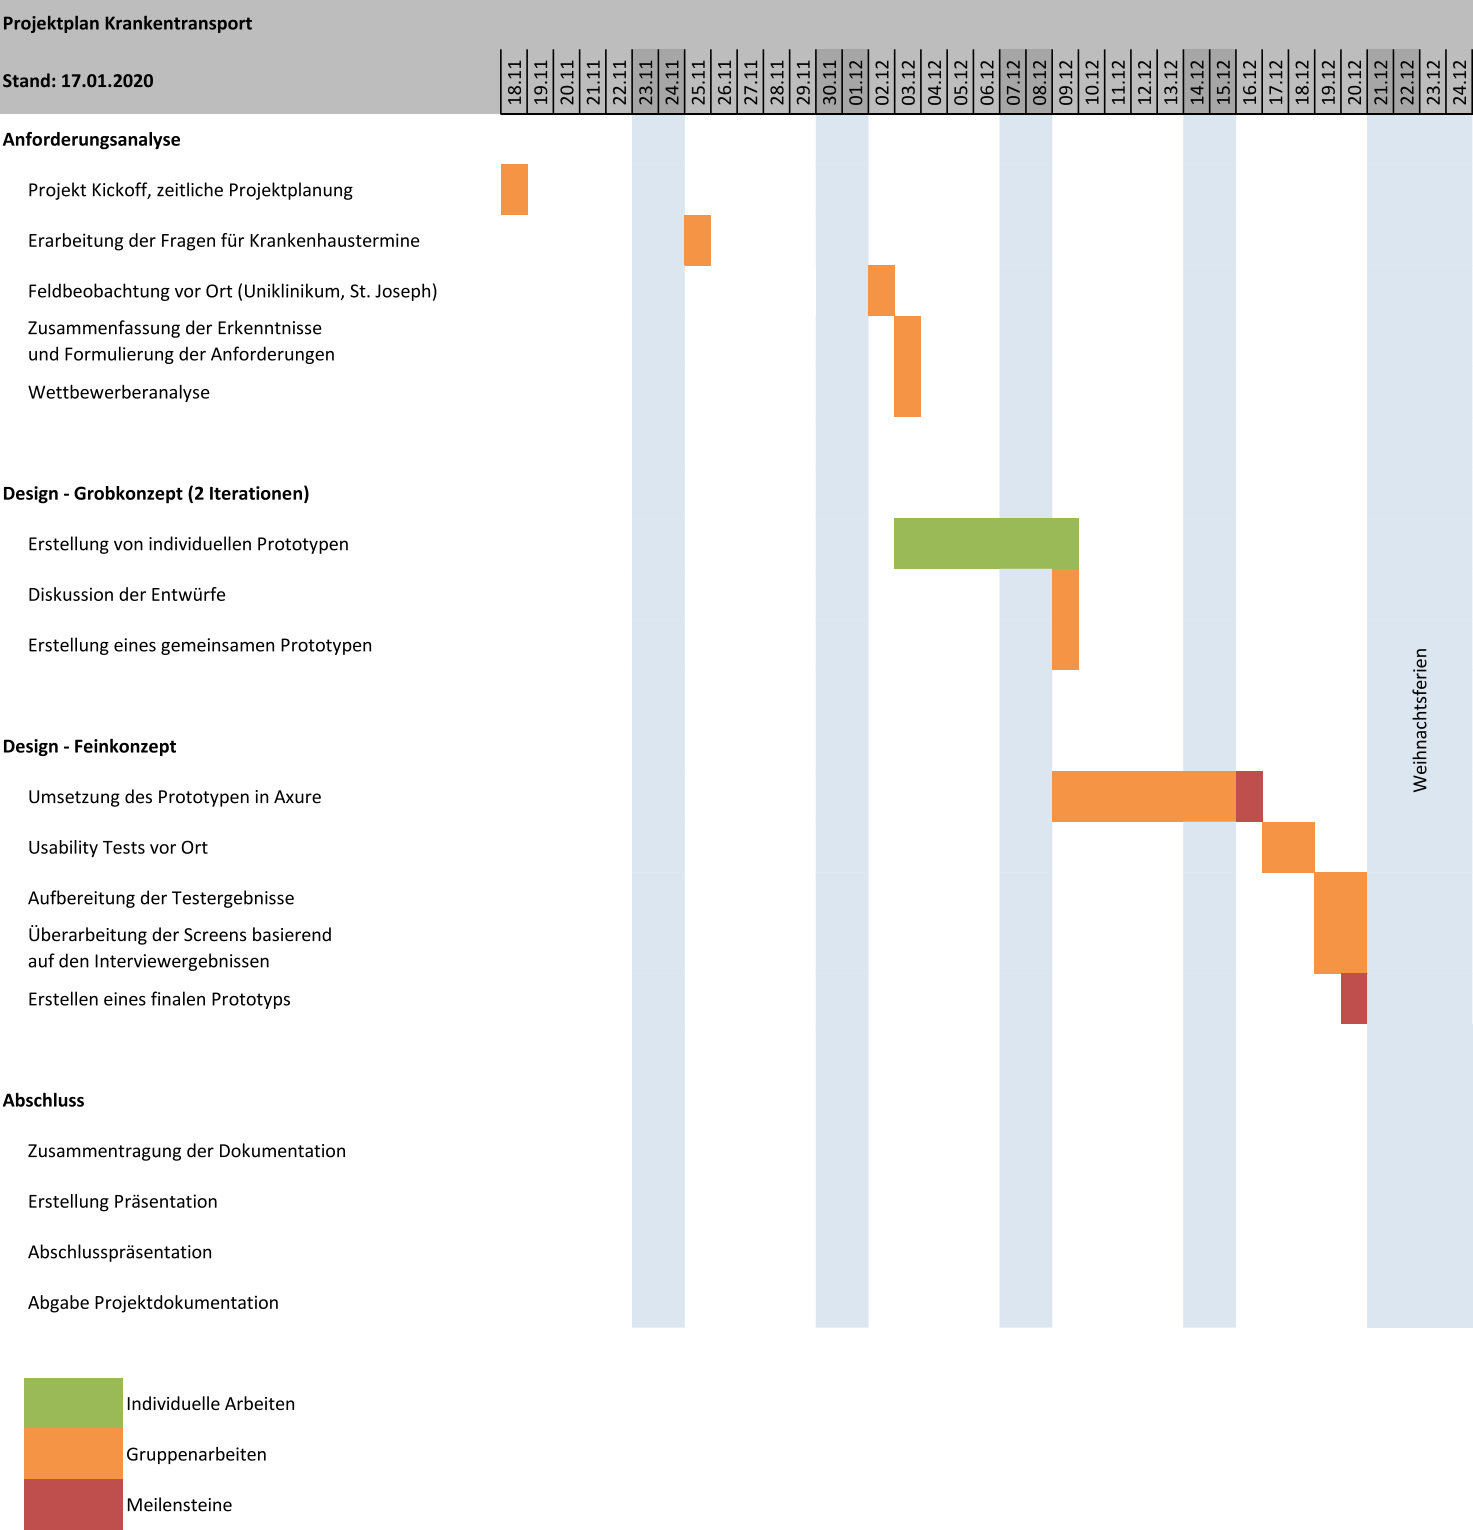 Projektplan Krankentransport
Stand: 17.01.2020
18.11 19.11 20.11 21.11 22.11 23.11 24.11 25.11 26.11 27.11 28.11 29.11 30.11 01.12 02.12 03.12 04.12 05.12 06.12 07.12 08.12 09.12 10.12 11.12 12.12 13.12 14.12 15.12 16.12 17.12 18.12 19.12 20.12 21.12 22.12 23.12 24.12
Anforderungsanalyse
Projekt Kickoff, zeitliche Projektplanung
Erarbeitung der Fragen für Krankenhaustermine
Feldbeobachtung vor Ort (Uniklinikum, St. Joseph)
Zusammenfassung der Erkenntnisse
und Formulierung der Anforderungen
Wettbewerberanalyse
Design - Grobkonzept (2 Iterationen)
Erstellung von individuellen Prototypen
Diskussion der Entwürfe
Erstellung eines gemeinsamen Prototypen
Weihnachtsferien
Design - Feinkonzept
Umsetzung des Prototypen in Axure
Usability Tests vor Ort
Aufbereitung der Testergebnisse
Überarbeitung der Screens basierend
auf den Interviewergebnissen
Erstellen eines finalen Prototyps
Abschluss
Zusammentragung der Dokumentation
Erstellung Präsentation
Abschlusspräsentation
Abgabe Projektdokumentation
Individuelle Arbeiten
Gruppenarbeiten
Meilensteine